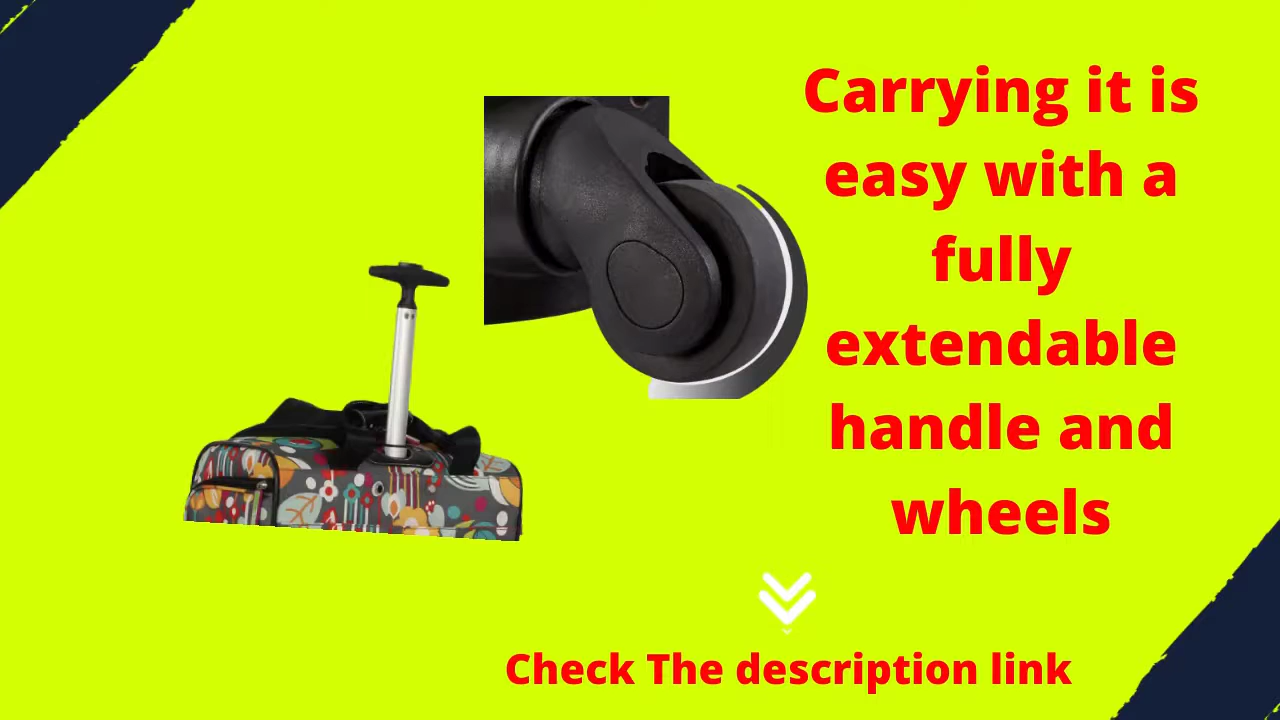 Carrying it is
easy with a
fully
extendable
handle and
wheels
Check The description link